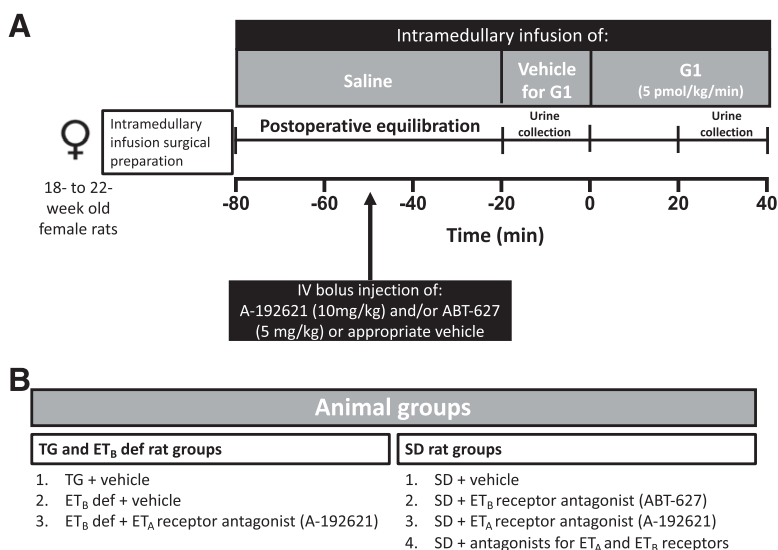 A
Intramedullary infusion of:
Saline
Vehicle
for G1
G1
(5 pmol/kg/min)
Intramedullary
infusion surgical
preparation
Postoperative equilibration
Urine
collection
Urine
collection
18- to 22-
week old
female rats
-80 -60 -40 -20 0 20 40
Time (min)
IV bolus injection of:
A-192621 (10mg/kg) and/or ABT-627
(5 mg/kg) or appropriate vehicle
B
Animal groups
TG and ETB def rat groups
1. TG + vehicle
2. ETB def + vehicle
3. ETB def + ETA receptor antagonist (A-192621)
SD rat groups
1. SD + vehicle
2. SD + ETB receptor antagonist (ABT-627)
3. SD + ETA receptor antagonist (A-192621)
4. SD + antagonists for ETA and ETB receptors